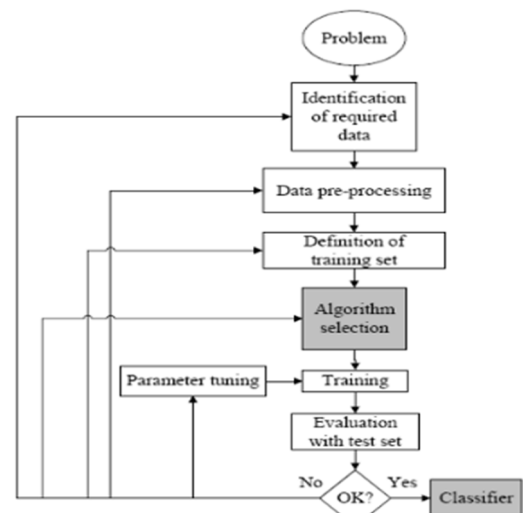 Problem
Identification
of required
data
Data pre-processing
Definition of
training set
Algorithm
selection
Parameter tuning
Training
Evaluation
with test set
No
OK?
Yes
Classifier